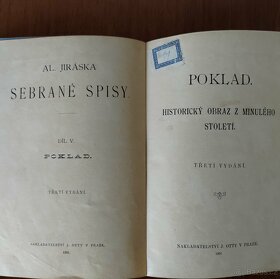 AL. JIRÁSKA
SEBRANÉ SPISY.
DÍL V.
POKLAD.
TŘETÍ VYDÁNÍ.
NAKLADATELSTVÍ J. OTTY V PRAZE.
POKLAD.
HISTORICKÝ OBRAZ Z MINULÉHO
STOLETÍ.
TŘETÍ VYDÁNÍ.
NAKLADATELSTVÍ J. OTTY V PRAZE.